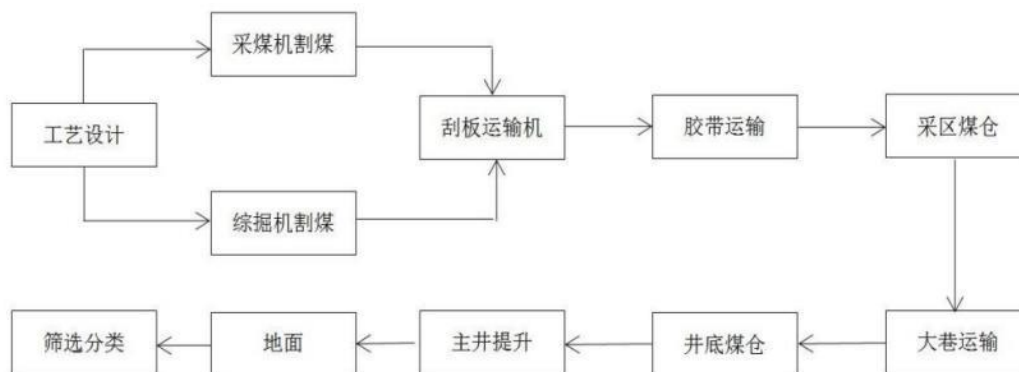 采煤机割煤
工艺设计
刮板运输机
胶带运输
采区煤仓
综掘机割煤
筛选分类
地面
主井提升
井底煤仓
大巷运输